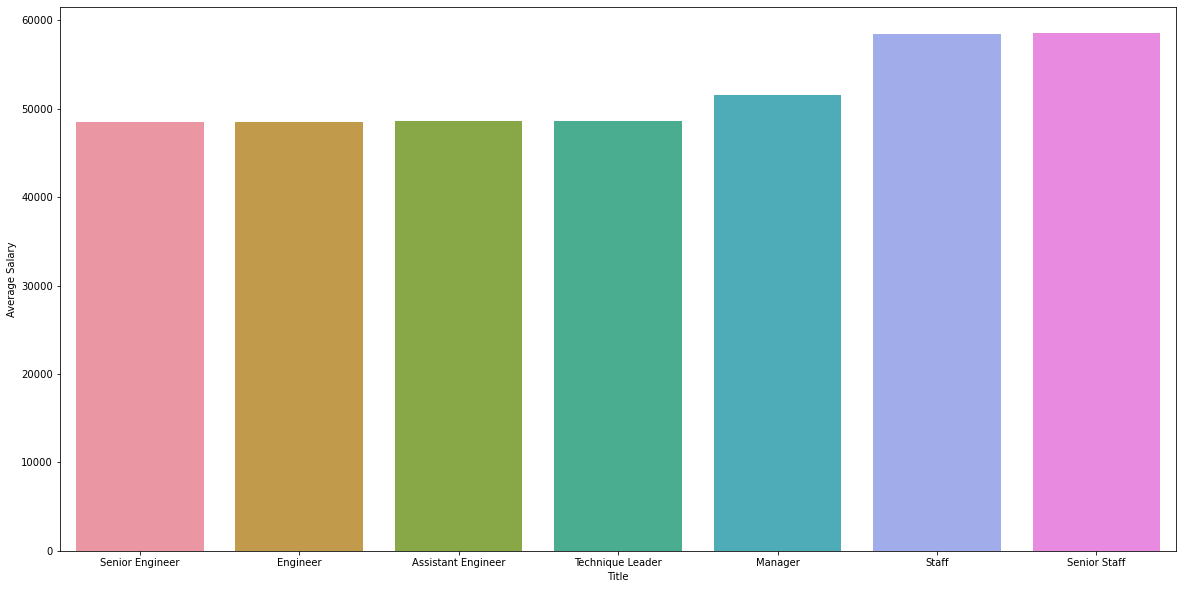 60000
50000
40000
30000
20000
10000
0
Average Salary
Senior Engineer Engineer Assistant Engineer Technique Leader Manager Staff Senior Staff
Title